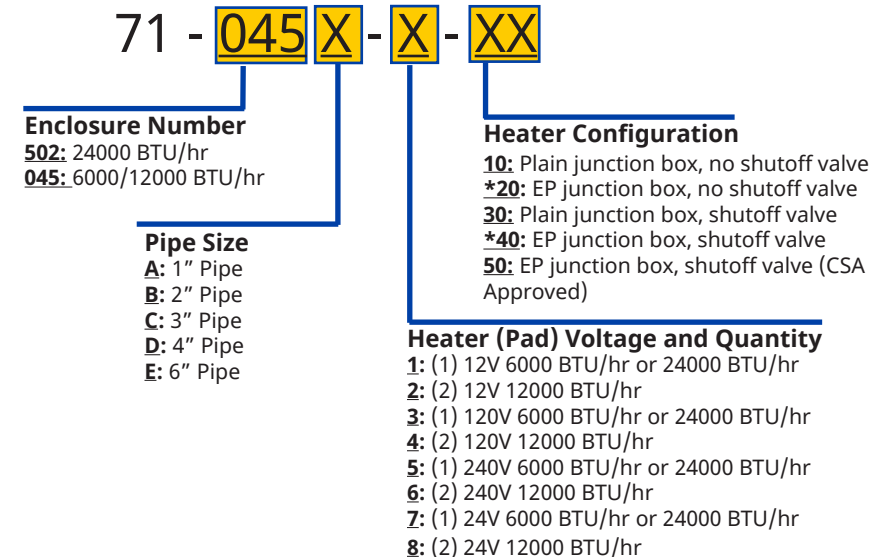 71 - 045 X - X - XX
Enclosure Number
502: 24000 BTU/hr
045: 6000/12000 BTU/hr
Pipe Size
A: 1” Pipe
B: 2” Pipe
C: 3” Pipe
D: 4” Pipe
E: 6” Pipe
Heater Configuration
10: Plain junction box, no shutoff valve
*20: EP junction box, no shutoff valve
30: Plain junction box, shutoff valve
*40: EP junction box, shutoff valve
50: EP junction box, shutoff valve (CSA
Approved)
Heater (Pad) Voltage and Quantity
1: (1) 12V 6000 BTU/hr or 24000 BTU/hr
2: (2) 12V 12000 BTU/hr
3: (1) 120V 6000 BTU/hr or 24000 BTU/hr
4: (2) 120V 12000 BTU/hr
5: (1) 240V 6000 BTU/hr or 24000 BTU/hr
6: (2) 240V 12000 BTU/hr
7: (1) 24V 6000 BTU/hr or 24000 BTU/hr
8: (2) 24V 12000 BTU/hr